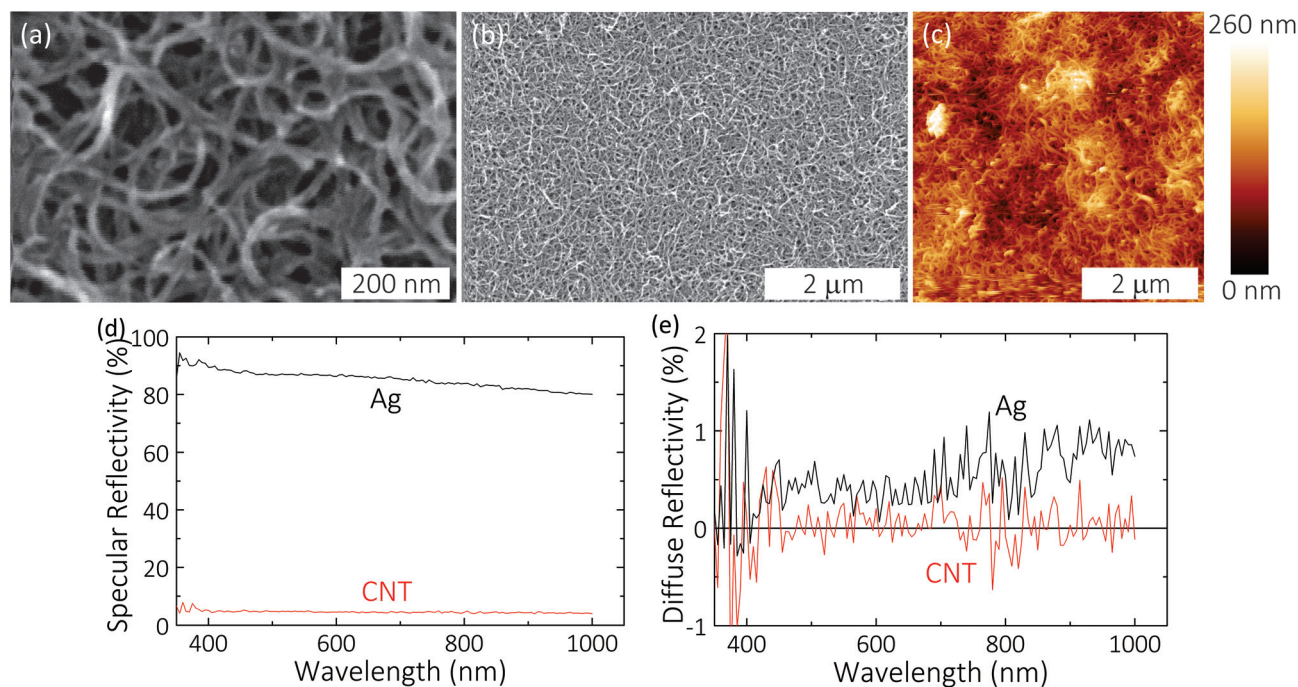 (a)
200 nm
(b)
2 μm
(c)
2 μm
260 nm
0 nm
(d)
100
80
60
40
20
0
Specular Reflectivity (%)
Ag
CNT
400
600
800
1000
Wavelength (nm)
(e)
2
1
0
-1
Diffuse Reflectivity (%)
Ag
CNT
400
600
800
1000
Wavelength (nm)